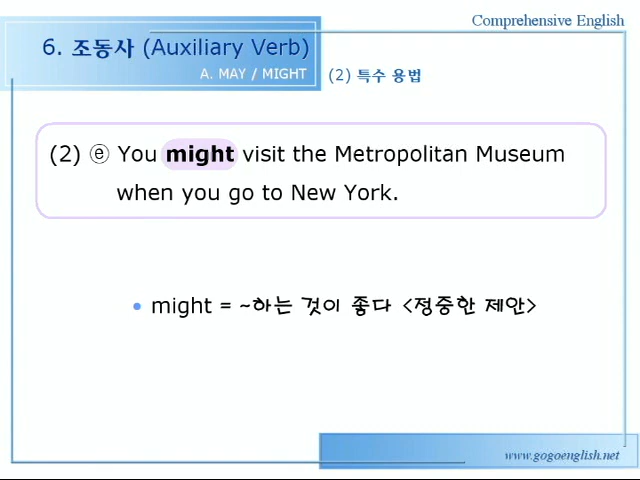 Comprehensive English
6. 조동사 (Auxiliary Verb)
A. MAY / MIGHT
(2) 특수 용법
(2) ⓔ You might visit the Metropolitan Museum
when you go to New York.
• might = ~하는 것이 좋다 <정중한 제안>
www.gogoenglish.net